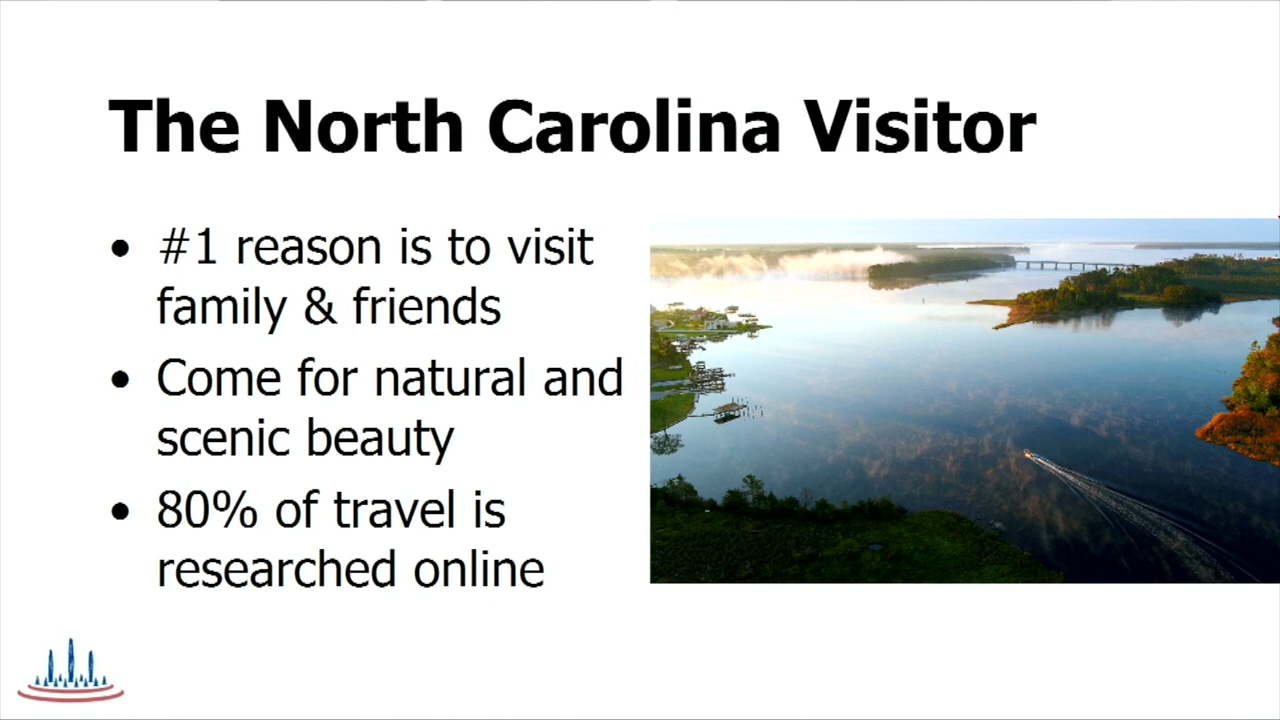 The North Carolina Visitor
• #1 reason is to visit
family & friends
• Come for natural and
scenic beauty
• 80% of travel is
researched online